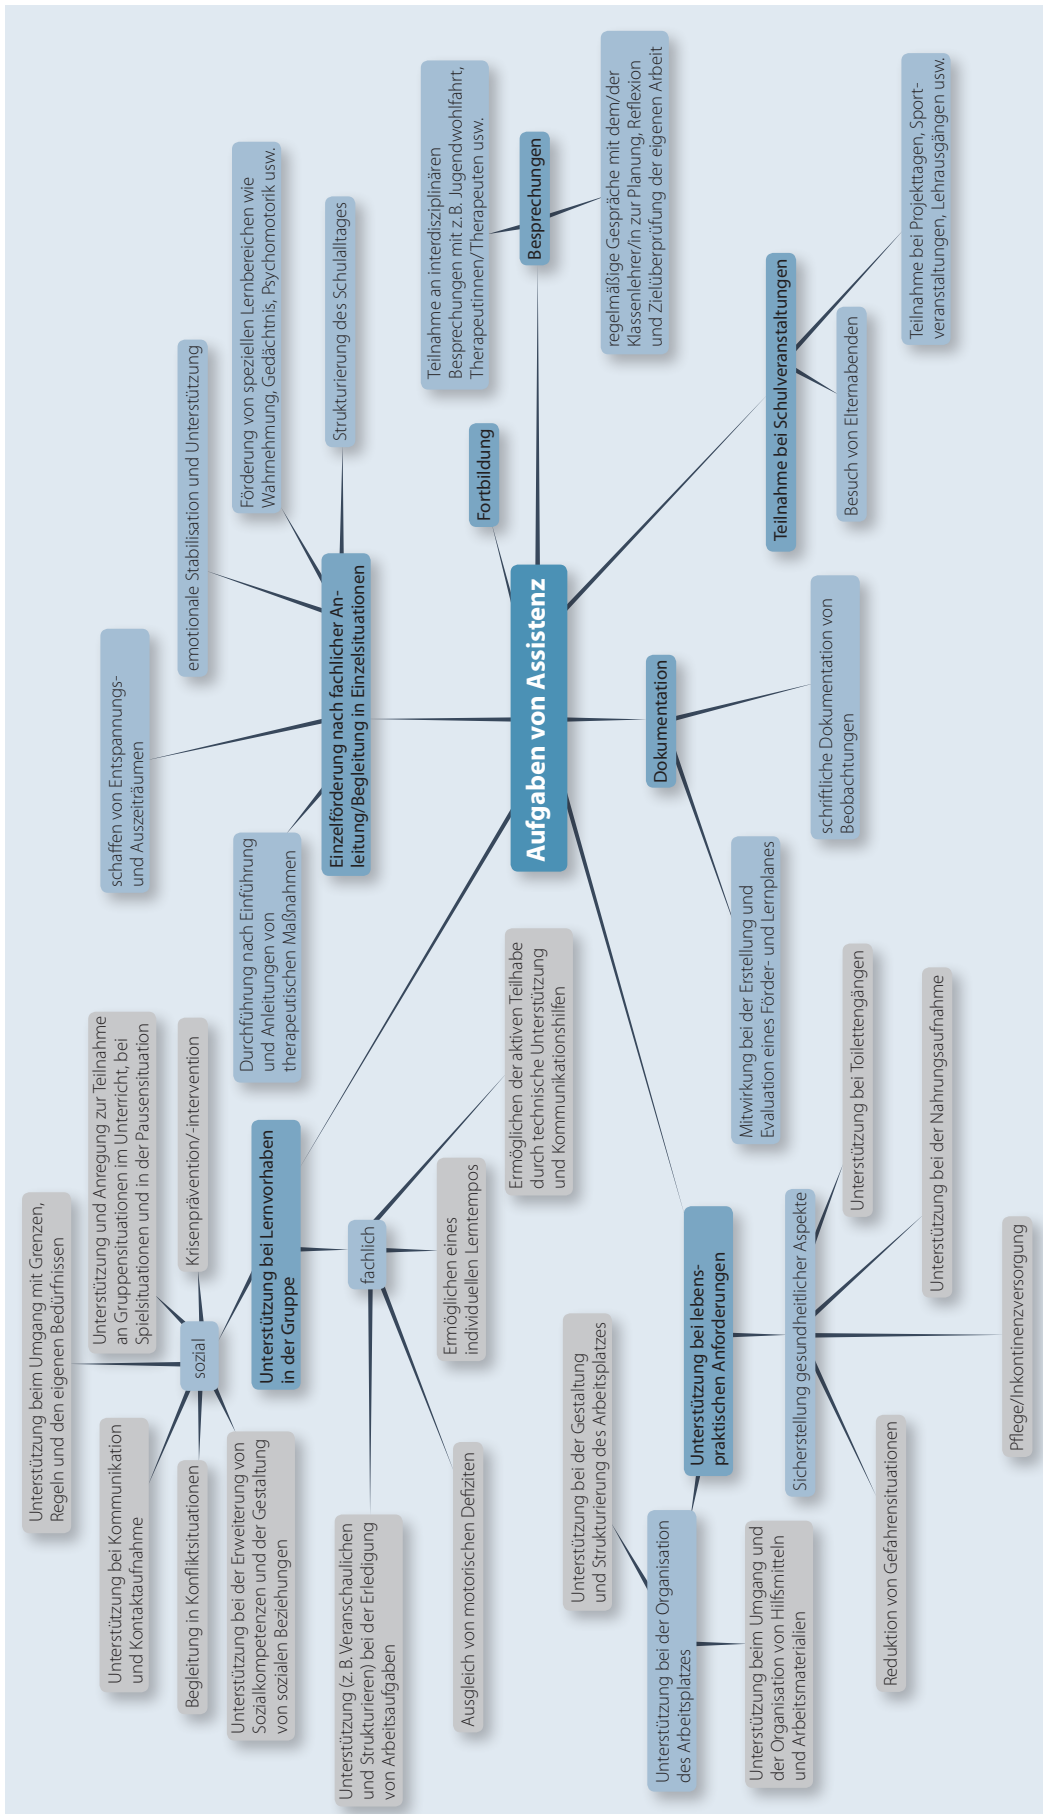 Aufgaben von Assistenz
Unterstützung bei Lernvorhaben
in der Gruppe
sozial
Unterstützung beim Umgang mit Grenzen,
Regeln und den eigenen Bedürfnissen
Unterstützung und Anregung zur Teilnahme
an Gruppensituationen im Unterricht, bei
Spielsituationen und in der Pausensituation
Krisenprävention/-intervention
Unterstützung bei Kommunikation
und Kontaktaufnahme
Begleitung in Konfliktsituationen
Unterstützung bei der Erweiterung von
Sozialkompetenzen und der Gestaltung
von sozialen Beziehungen
fachlich
Unterstützung (z. B. Veranschaulichen
und Strukturieren) bei der Erledigung
von Arbeitsaufgaben
Ausgleich von motorischen Defiziten
Ermöglichen eines
individuellen Lerntempos
Ermöglichen der aktiven Teilhabe
durch technische Unterstützung
und Kommunikationshilfen
Einzelförderung nach fachlicher An-
leitung/Begleitung in Einzelsituationen
Durchführung nach Einführung
und Anleitungen von
therapeutischen Maßnahmen
schaffen von Entspannungs-
und Auszeiträumen
emotionale Stabilisation und Unterstützung
Förderung von speziellen Lernbereichen wie
Wahrnehmung, Gedächtnis, Psychomotorik usw.
Strukturierung des Schulalltages
Fortbildung
Besprechungen
Teilnahme an interdisziplinären
Besprechungen mit z. B. Jugendwohlfahrt,
Therapeutinnen/Therapeuten usw.
regelmäßige Gespräche mit dem/der
Klassenlehrer/in zur Planung, Reflexion
und Zielüberprüfung der eigenen Arbeit
Teilnahme bei Schulveranstaltungen
Besuch von Elternabenden
Teilnahme bei Projekttagen, Sport-
veranstaltungen, Lehrausgängen usw.
Dokumentation
Mitwirkung bei der Erstellung und
Evaluation eines Förder- und Lernplanes
schriftliche Dokumentation von
Beobachtungen
Unterstützung bei lebens-
praktischen Anforderungen
Unterstützung bei der Organisation
des Arbeitsplatzes
Unterstützung bei der Gestaltung
und Strukturierung des Arbeitsplatzes
Unterstützung beim Umgang und
der Organisation von Hilfsmitteln
und Arbeitsmaterialien
Sicherstellung gesundheitlicher Aspekte
Unterstützung bei Toilettengängen
Unterstützung bei der Nahrungsaufnahme
Pflege/Inkontinenzversorgung
Reduktion von Gefahrensituationen